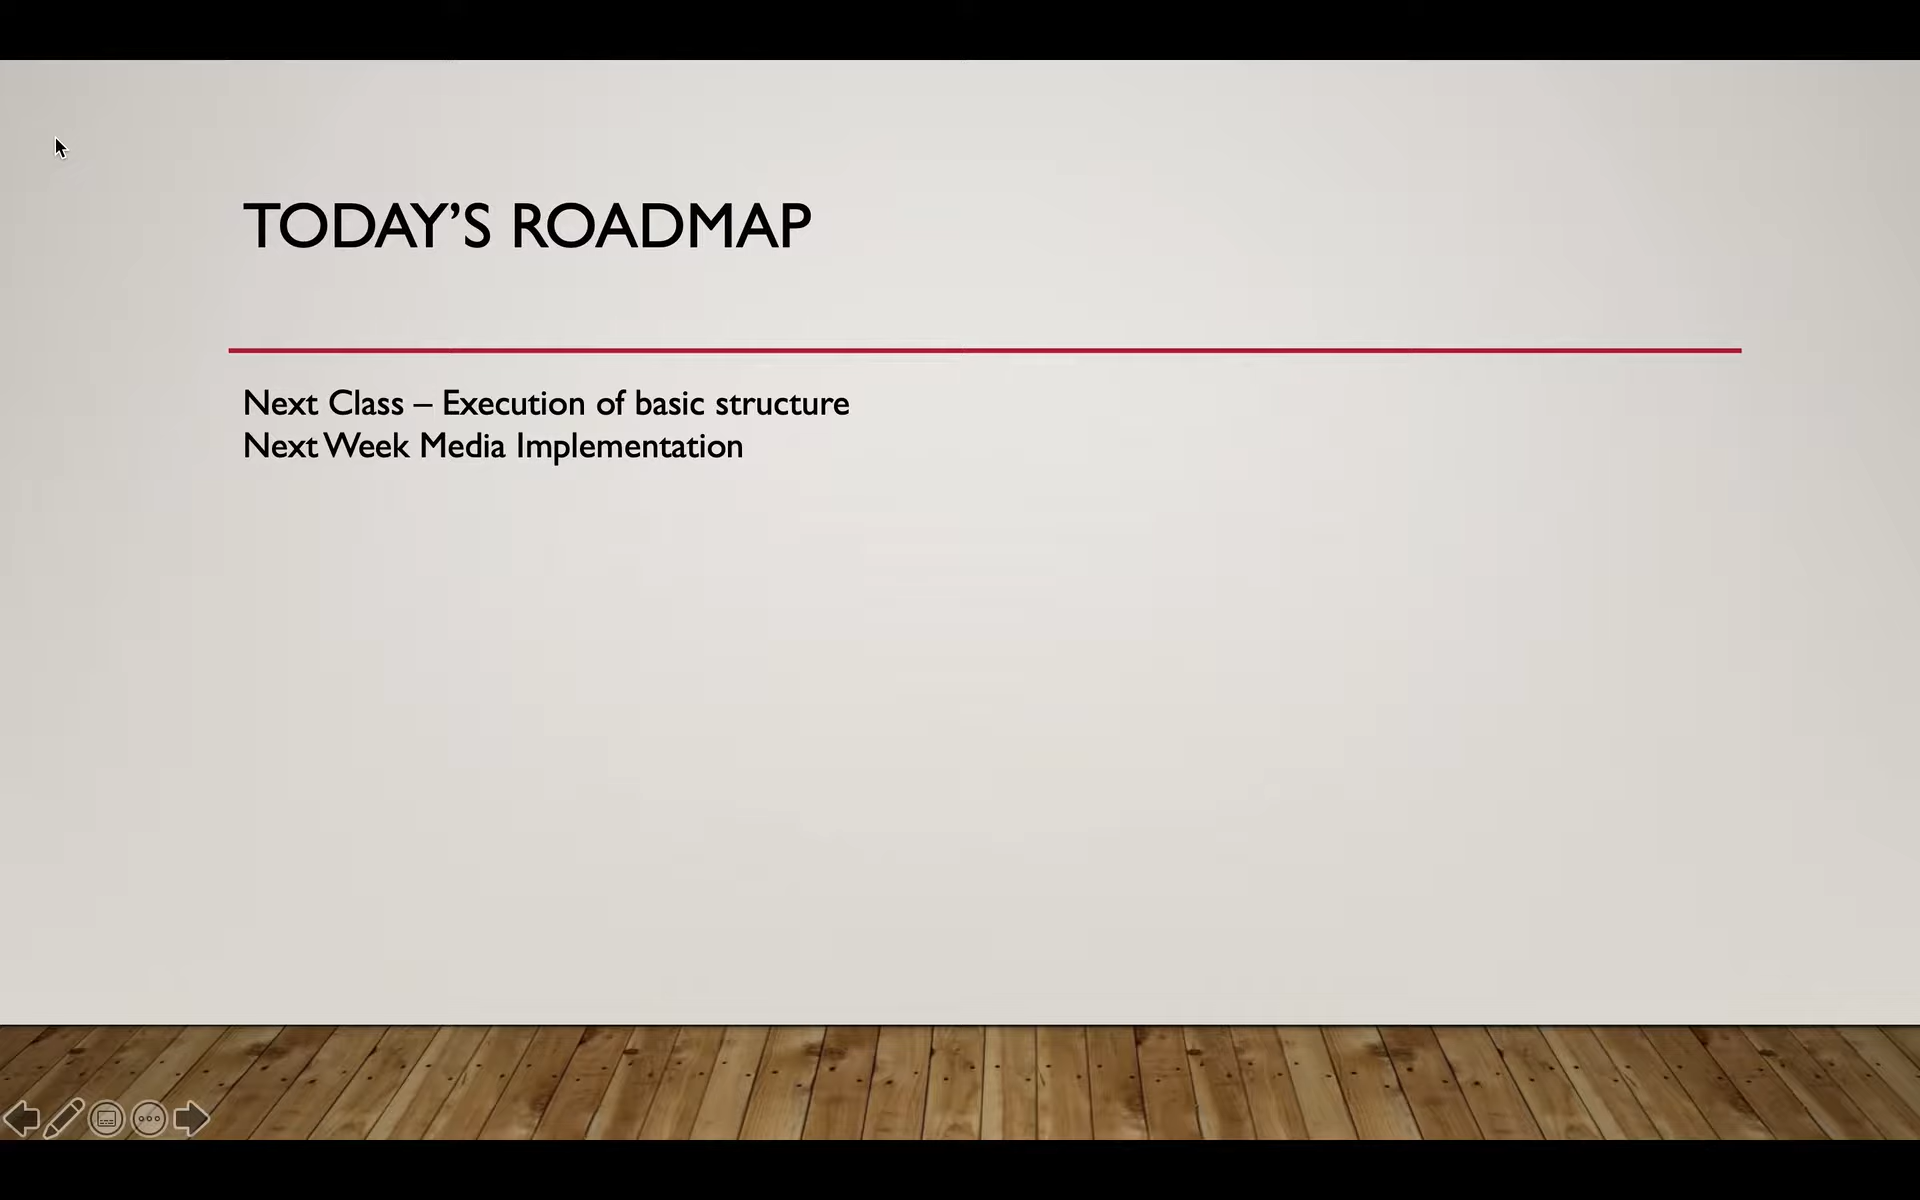 TODAY’S ROADMAP
Next Class – Execution of basic structure
Next Week Media Implementation